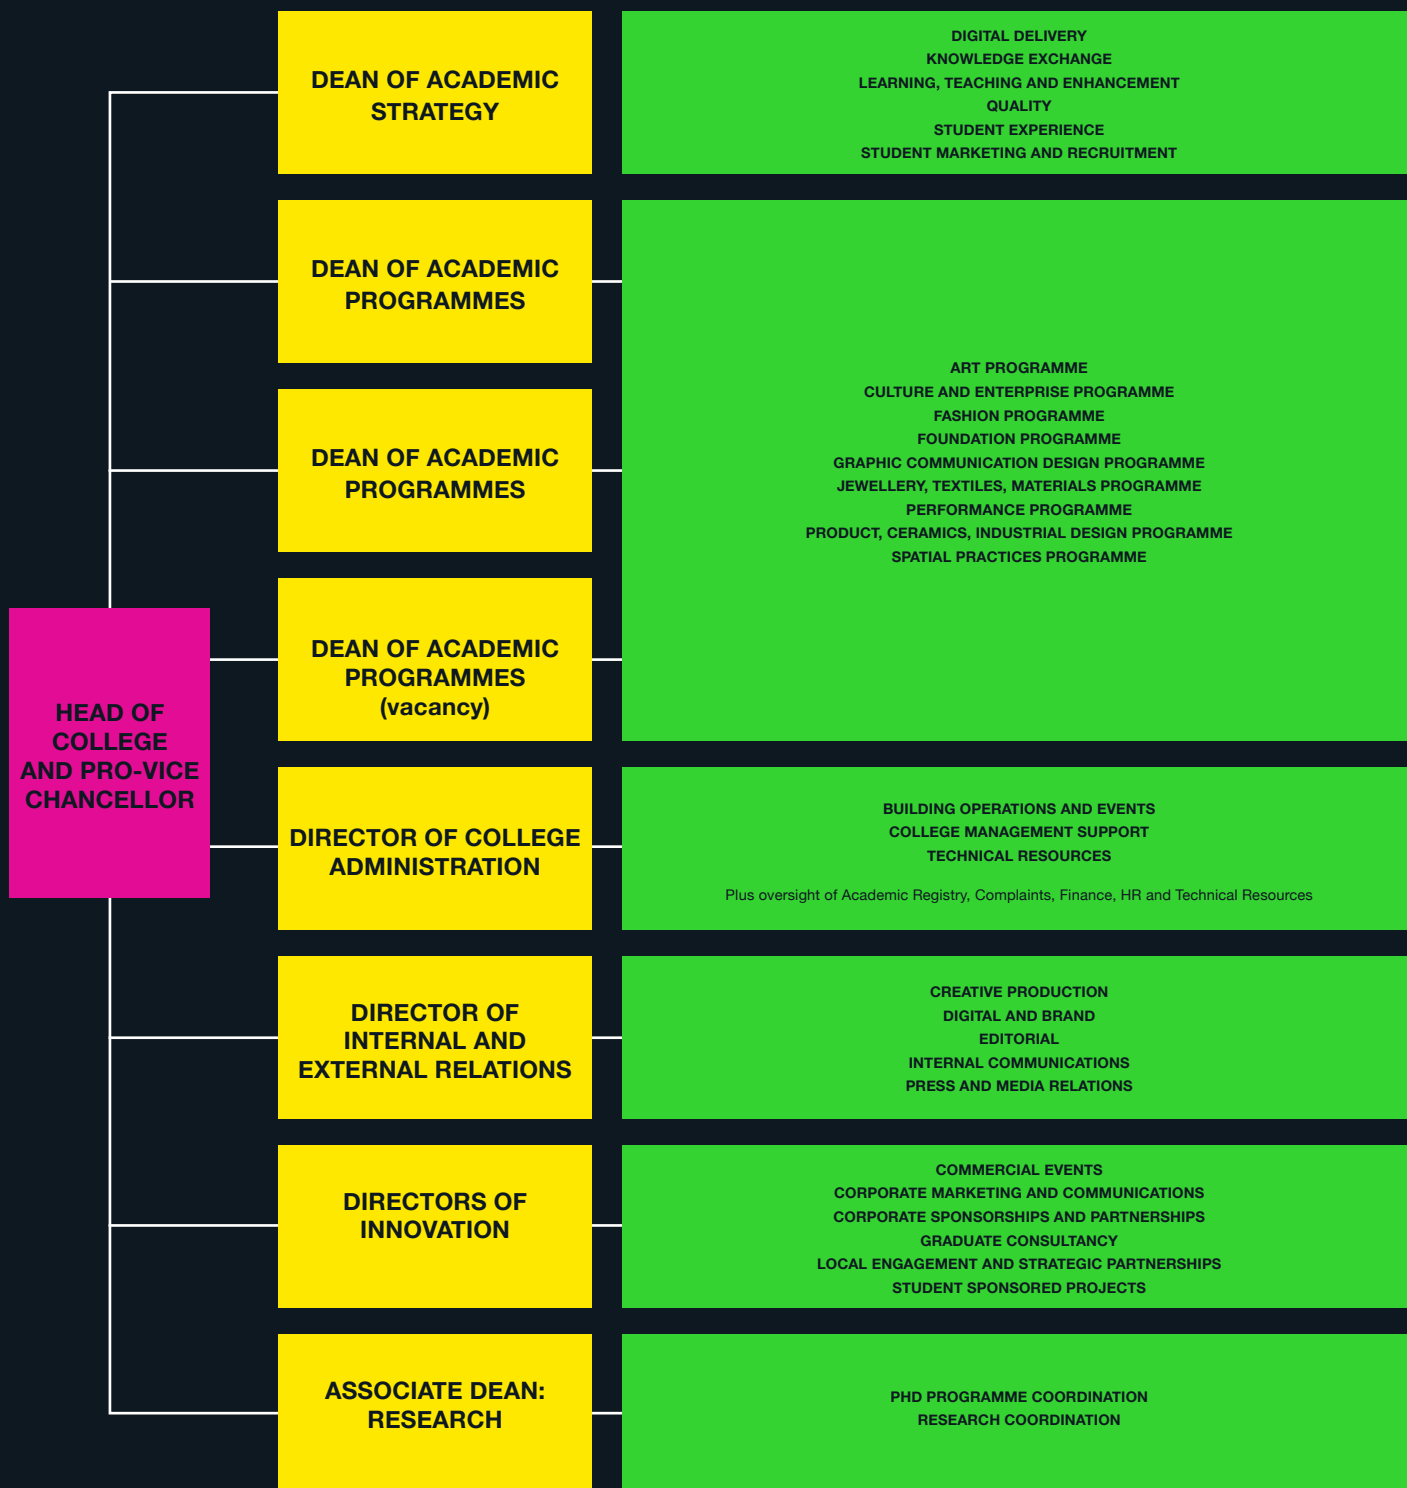 DEAN OF ACADEMIC
STRATEGY
DIGITAL DELIVERY
KNOWLEDGE EXCHANGE
LEARNING, TEACHING AND ENHANCEMENT
QUALITY
STUDENT EXPERIENCE
STUDENT MARKETING AND RECRUITMENT
DEAN OF ACADEMIC
PROGRAMMES
DEAN OF ACADEMIC
PROGRAMMES
DEAN OF ACADEMIC
PROGRAMMES
(vacancy)
ART PROGRAMME
CULTURE AND ENTERPRISE PROGRAMME
FASHION PROGRAMME
FOUNDATION PROGRAMME
GRAPHIC COMMUNICATION DESIGN PROGRAMME
JEWELLERY, TEXTILES, MATERIALS PROGRAMME
PERFORMANCE PROGRAMME
PRODUCT, CERAMICS, INDUSTRIAL DESIGN PROGRAMME
SPATIAL PRACTICES PROGRAMME
HEAD OF
COLLEGE
AND PRO-VICE
CHANCELLOR
DIRECTOR OF COLLEGE
ADMINISTRATION
BUILDING OPERATIONS AND EVENTS
COLLEGE MANAGEMENT SUPPORT
TECHNICAL RESOURCES
Plus oversight of Academic Registry, Complaints, Finance, HR and Technical Resources
DIRECTOR OF
INTERNAL AND
EXTERNAL RELATIONS
CREATIVE PRODUCTION
DIGITAL AND BRAND
EDITORIAL
INTERNAL COMMUNICATIONS
PRESS AND MEDIA RELATIONS
DIRECTORS OF
INNOVATION
COMMERCIAL EVENTS
CORPORATE MARKETING AND COMMUNICATIONS
CORPORATE SPONSORSHIPS AND PARTNERSHIPS
GRADUATE CONSULTANCY
LOCAL ENGAGEMENT AND STRATEGIC PARTNERSHIPS
STUDENT SPONSORED PROJECTS
ASSOCIATE DEAN:
RESEARCH
PHD PROGRAMME COORDINATION
RESEARCH COORDINATION